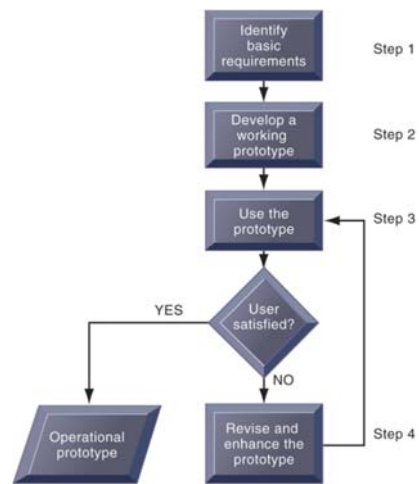 Identify
basic
requirements
Step 1
Develop a
working
prototype
Step 2
Use the
prototype
Step 3
User
satisfied?
YES
NO
Operational
prototype
Revise and
enhance the
prototype
Step 4